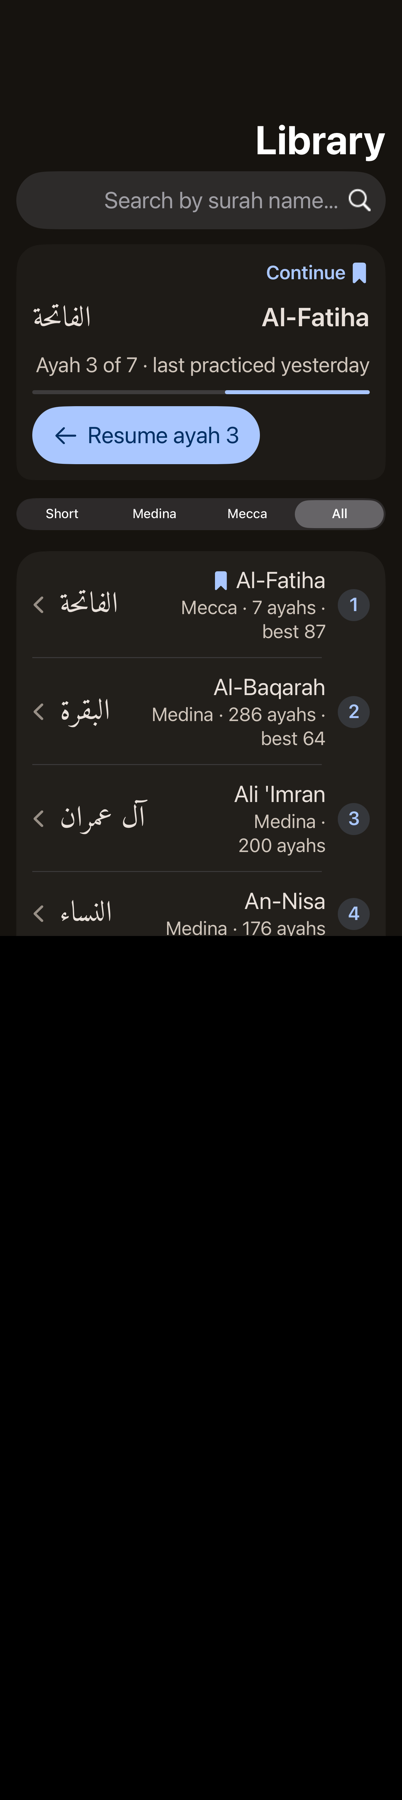 Library
Search by surah name...
Continue
Al-Fatiha
الفاتحة
Ayah 3 of 7 · last practiced yesterday
Resume ayah 3
All
Mecca
Medina
Short
1
Al-Fatiha
Mecca · 7 ayahs ·
best 87
الفاتحة
2
Al-Baqarah
Medina · 286 ayahs ·
best 64
البقرة
3
Ali 'Imran
Medina ·
200 ayahs
آل عمران
4
An-Nisa
Medina · 176 ayahs
النساء